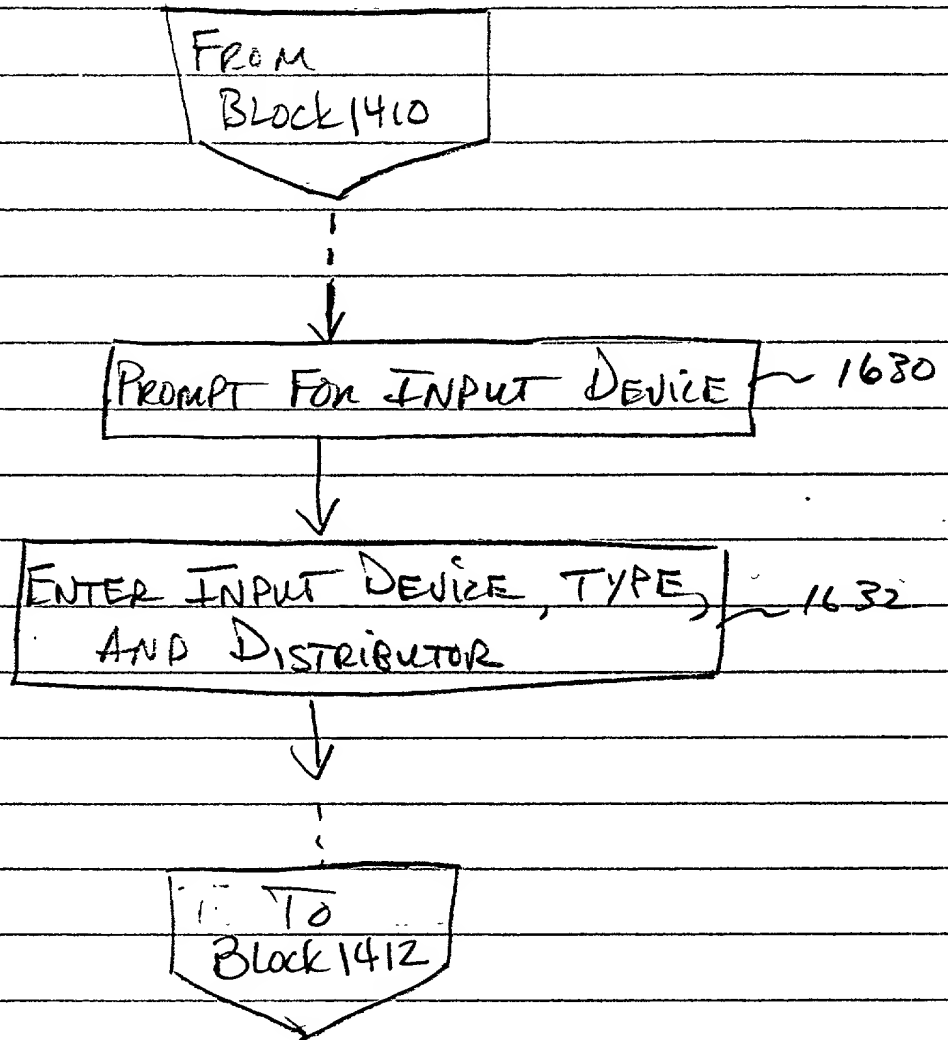 FROM
BLOCK 1410
PROMPT FOR INPUT DEVICE 1630
ENTER INPUT DEVICE, TYPE, 1632
AND DISTRIBUTOR
TO
BLOCK 1412